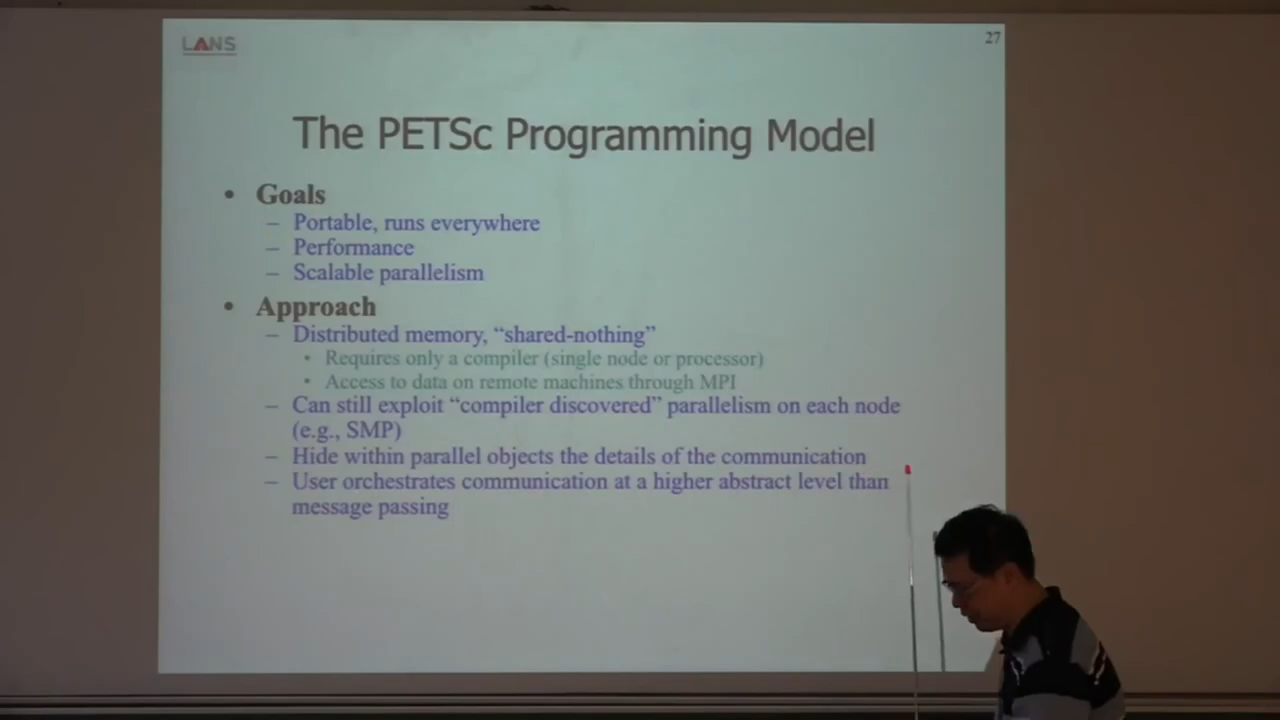 LANS
27
The PETSc Programming Model
• Goals
– Portable, runs everywhere
– Performance
– Scalable parallelism
• Approach
– Distributed memory, “shared-nothing”
• Requires only a compiler (single node or processor)
• Access to data on remote machines through MPI
– Can still exploit “compiler discovered” parallelism on each node
(e.g., SMP)
– Hide within parallel objects the details of the communication
– User orchestrates communication at a higher abstract level than
message passing